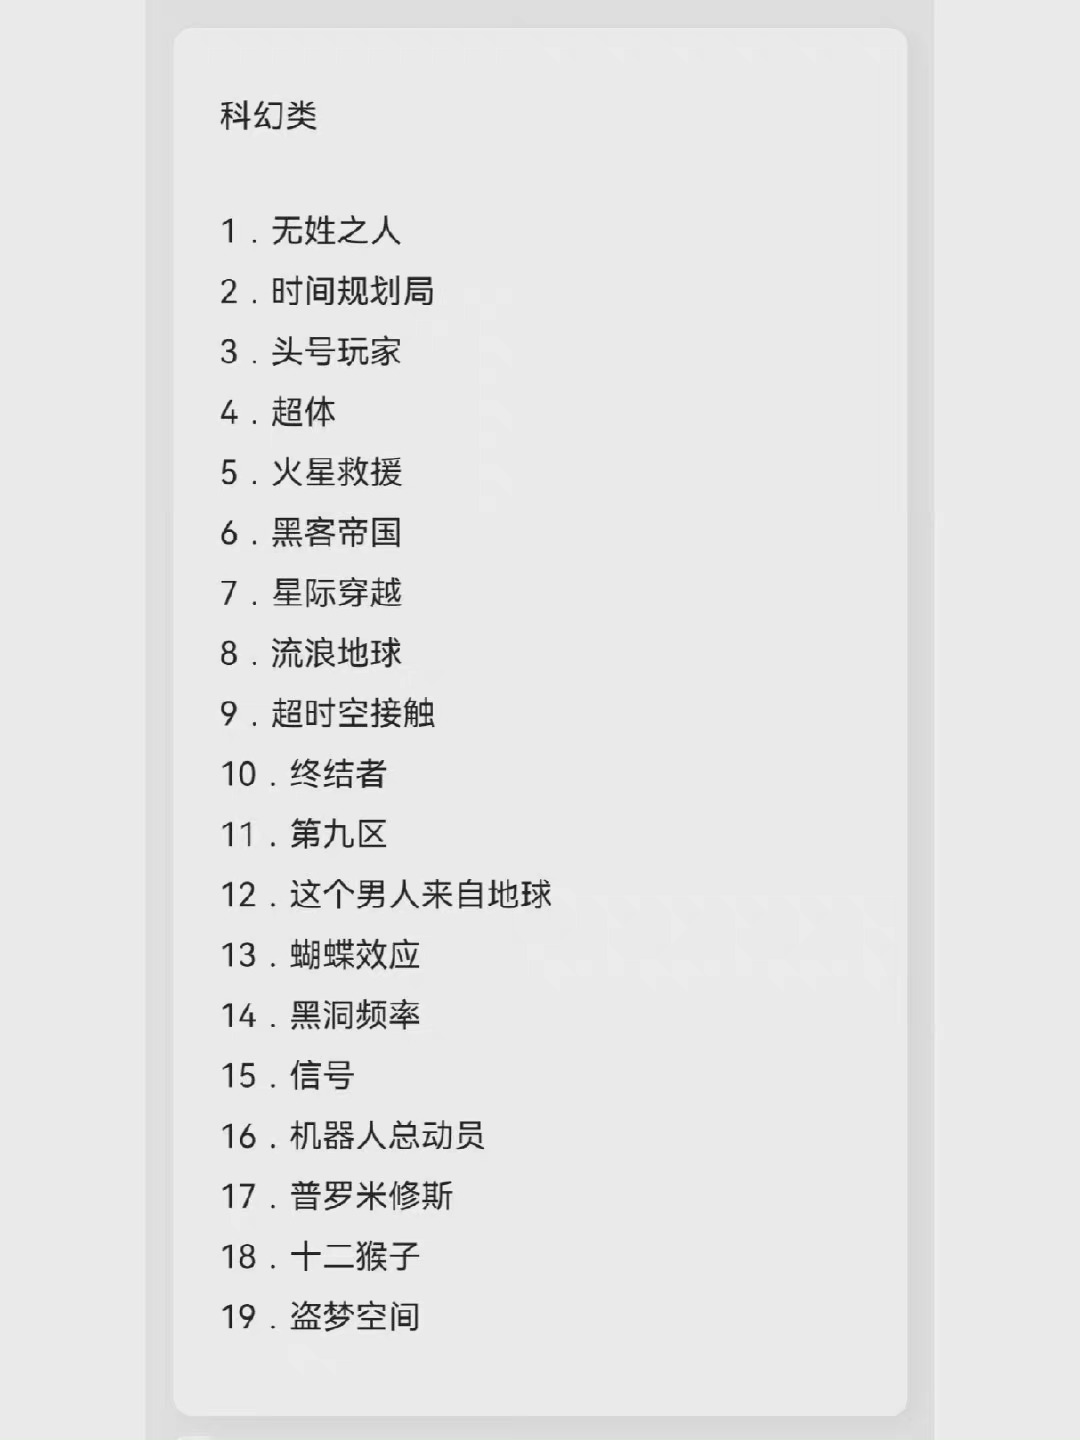 科幻类
1．无姓之人
2．时间规划局
3．头号玩家
4．超体
5．火星救援
6．黑客帝国
7．星际穿越
8．流浪地球
9．超时空接触
10．终结者
11．第九区
12．这个男人来自地球
13．蝴蝶效应
14．黑洞频率
15．信号
16．机器人总动员
17．普罗米修斯
18．十二猴子
19．盗梦空间